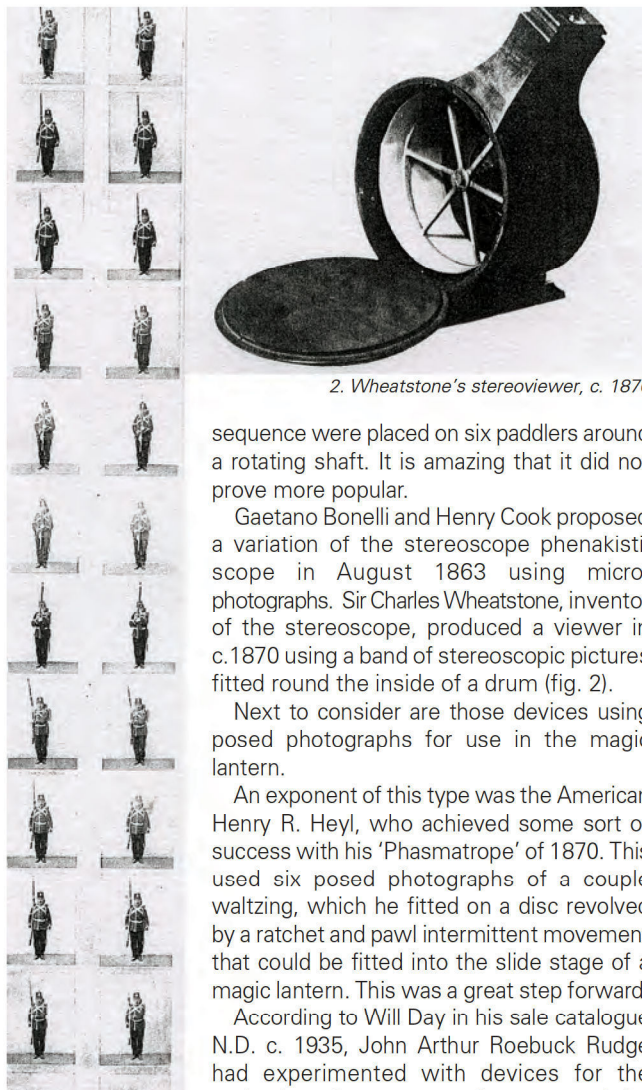 2. Wheatstone's stereoviewer, c. 1870
sequence were placed on six paddlers around
a rotating shaft. It is amazing that it did no
prove more popular.
Gaetano Bonelli and Henry Cook proposed
a variation of the stereoscope phenakisti
scope in August 1863 using micro
photographs. Sir Charles Wheatstone, invento
of the stereoscope, produced a viewer in
c.1870 using a band of stereoscopic pictures
fitted round the inside of a drum (fig. 2).
Next to consider are those devices using
posed photographs for use in the magic
lantern.
An exponent of this type was the American
Henry R. Heyl, who achieved some sort o
success with his 'Phasmatrope' of 1870. This
used six posed photographs of a couple
waltzing, which he fitted on a disc revolved
by a ratchet and pawl intermittent movemen
that could be fitted into the slide stage of a
magic lantern. This was a great step forward
According to Will Day in his sale catalogue
N.D. c. 1935, John Arthur Roebuck Rudge
had experimented with devices for the